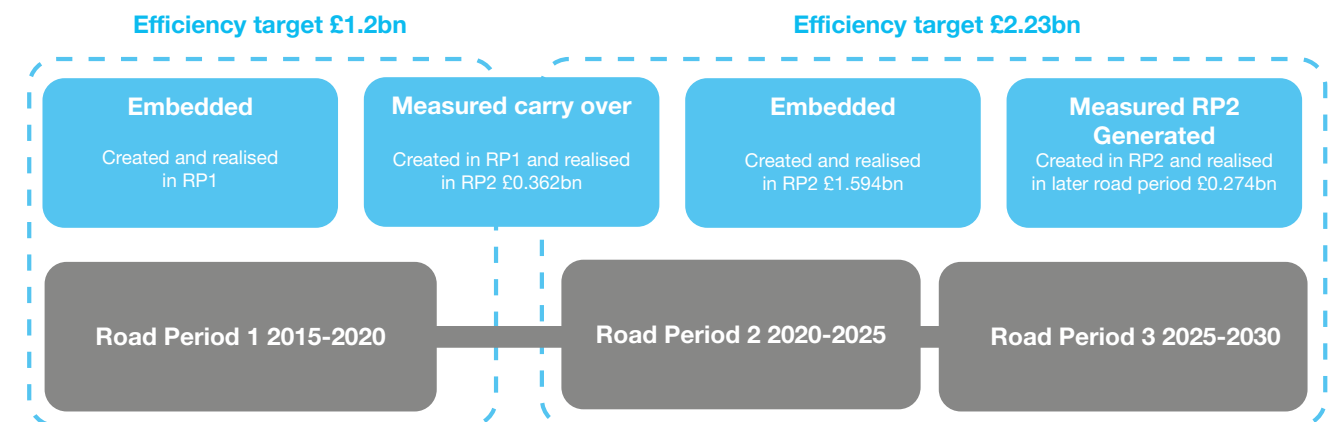 Efficiency target £1.2bn
Efficiency target £2.23bn
Embedded
Created and realised
in RP1
Measured carry over
Created in RP1 and realised
in RP2 £0.362bn
Embedded
Created and realised
in RP2 £1.594bn
Measured RP2
Generated
Created in RP2 and realised
in later road period £0.274bn
Road Period 1 2015-2020
Road Period 2 2020-2025
Road Period 3 2025-2030